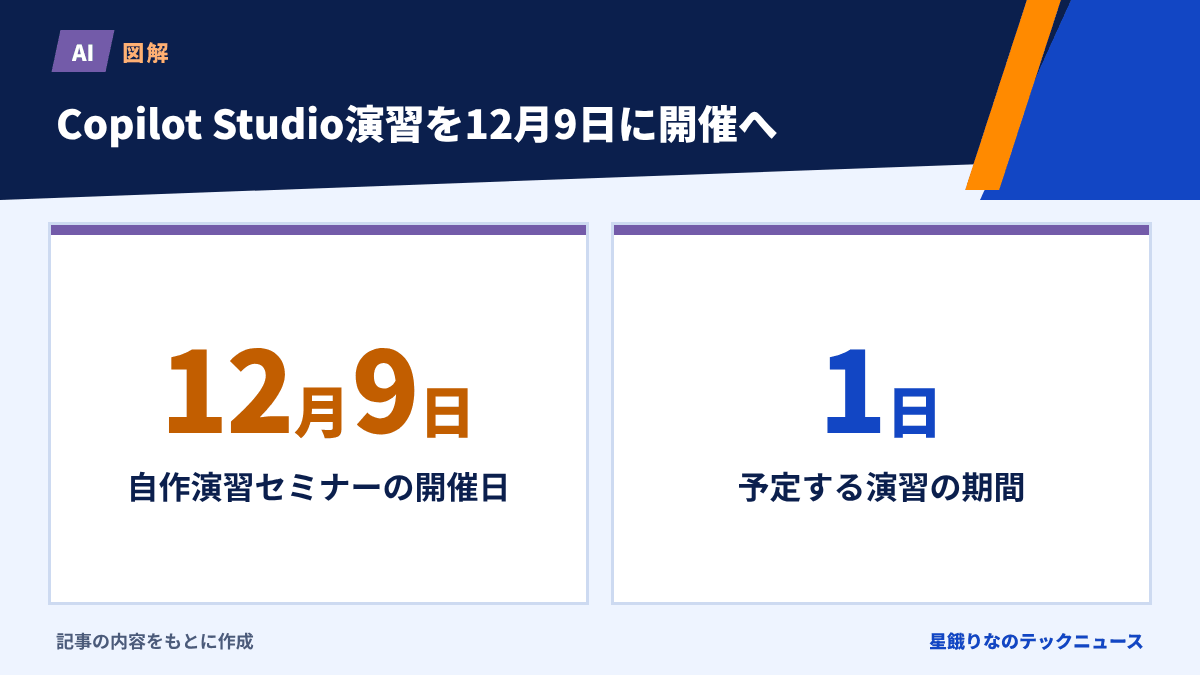 AI 図解
Copilot Studio演習を12月9日に開催へ
12月9日
自作演習セミナーの開催日
1日
予定する演習の期間
記事の内容をもとに作成
星餓りなのテックニュース